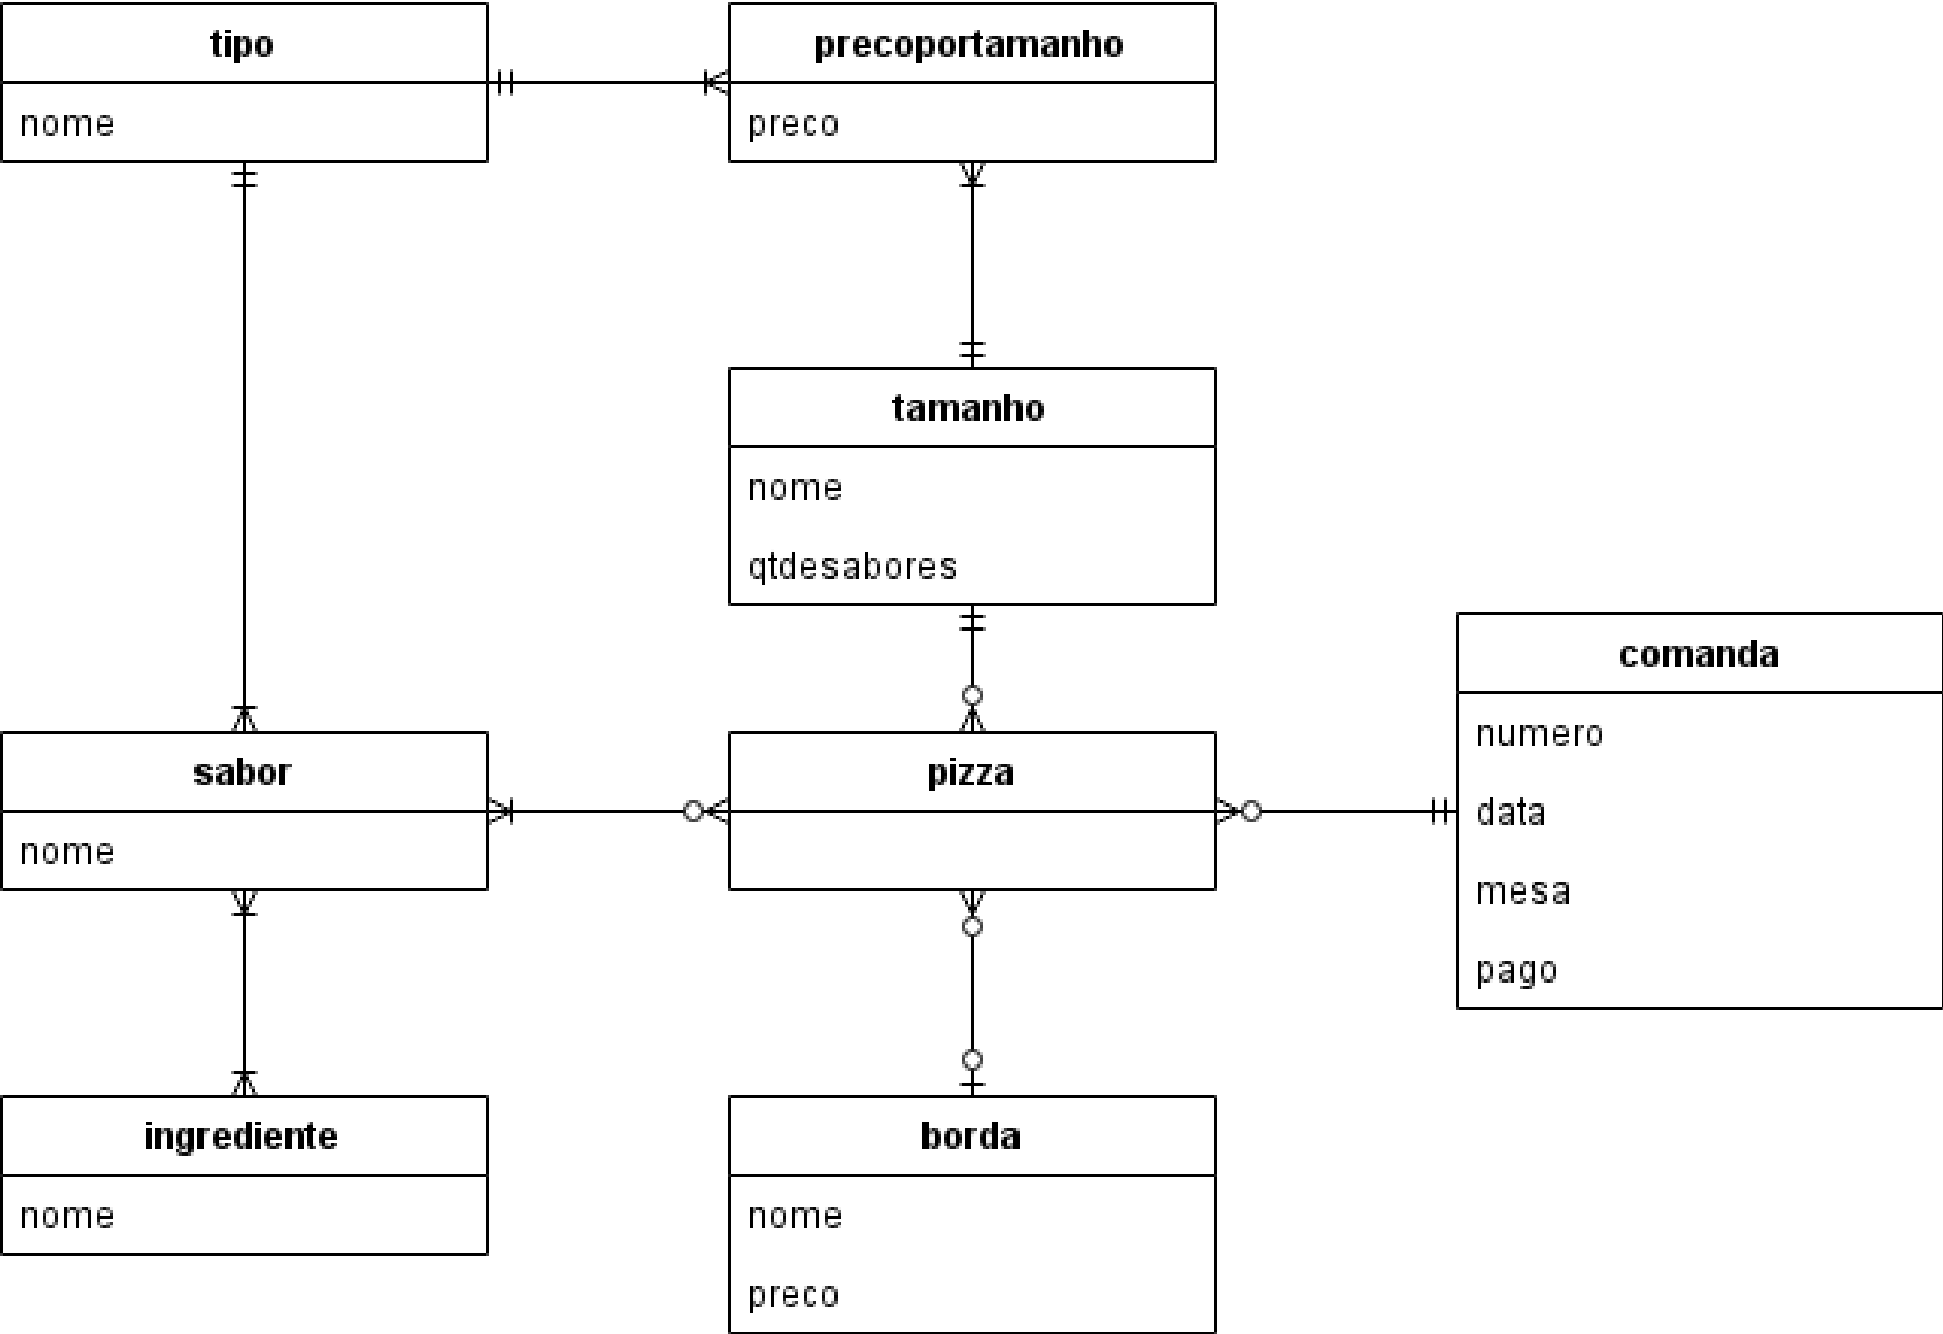 tipo
nome
precoportamanho
preco
tamanho
nome
qtdesabores
comanda
numero
data
mesa
pago
sabor
nome
pizza
ingrediente
nome
borda
nome
preco